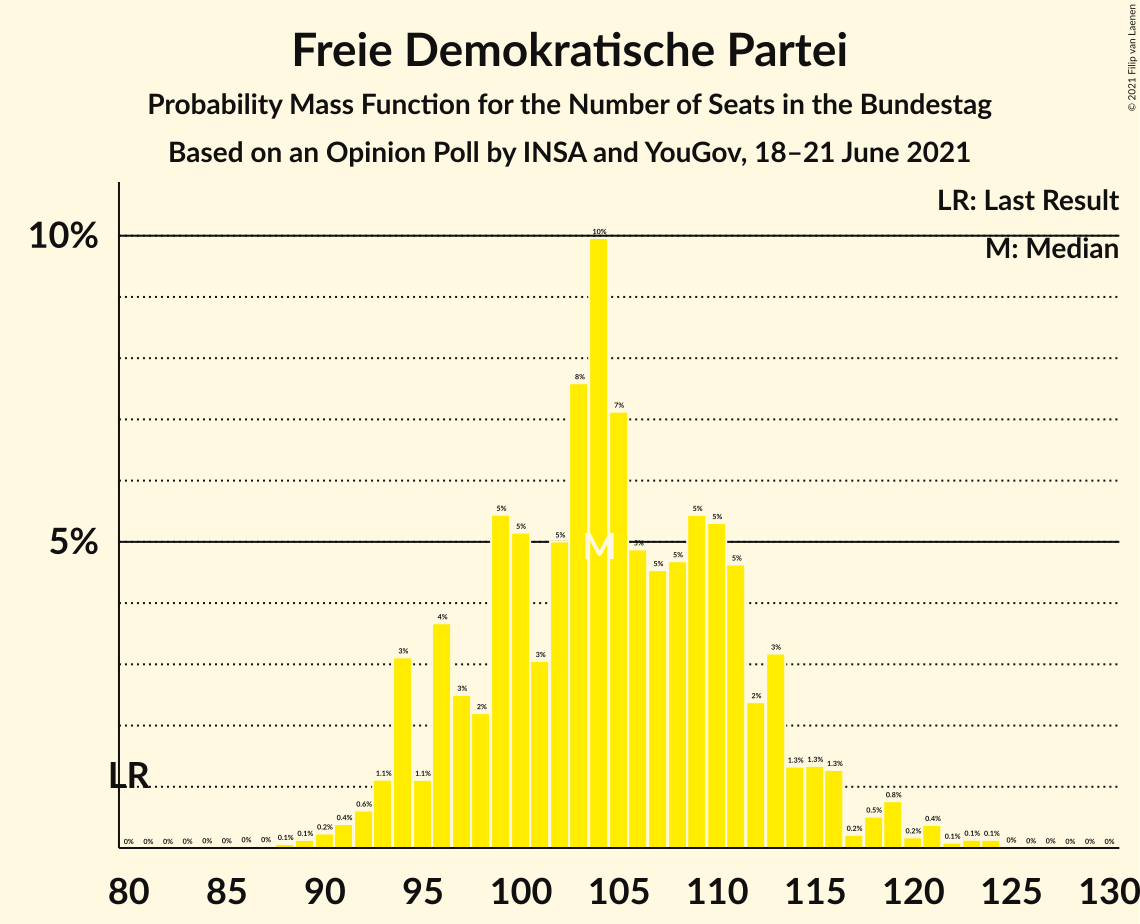 Freie Demokratische Partei
Probability Mass Function for the Number of Seats in the Bundestag
Based on an Opinion Poll by INSA and YouGov, 18–21 June 2021
© 2021 Filip van Laenen
LR: Last Result
M: Median
10%
5%
LR
M
0% 0% 0% 0% 0% 0% 0% 0% 0.1% 0.1% 0.2% 0.4% 0.6% 1.1% 3% 1.1% 4% 3% 2% 5% 5% 3% 5% 8% 10% 7% 5% 5% 5% 5% 5% 5% 2% 3% 1.3% 1.3% 1.3% 0.2% 0.5% 0.8% 0.2% 0.4% 0.1% 0.1% 0.1% 0% 0% 0% 0% 0% 0%
80 85 90 95 100 105 110 115 120 125 130